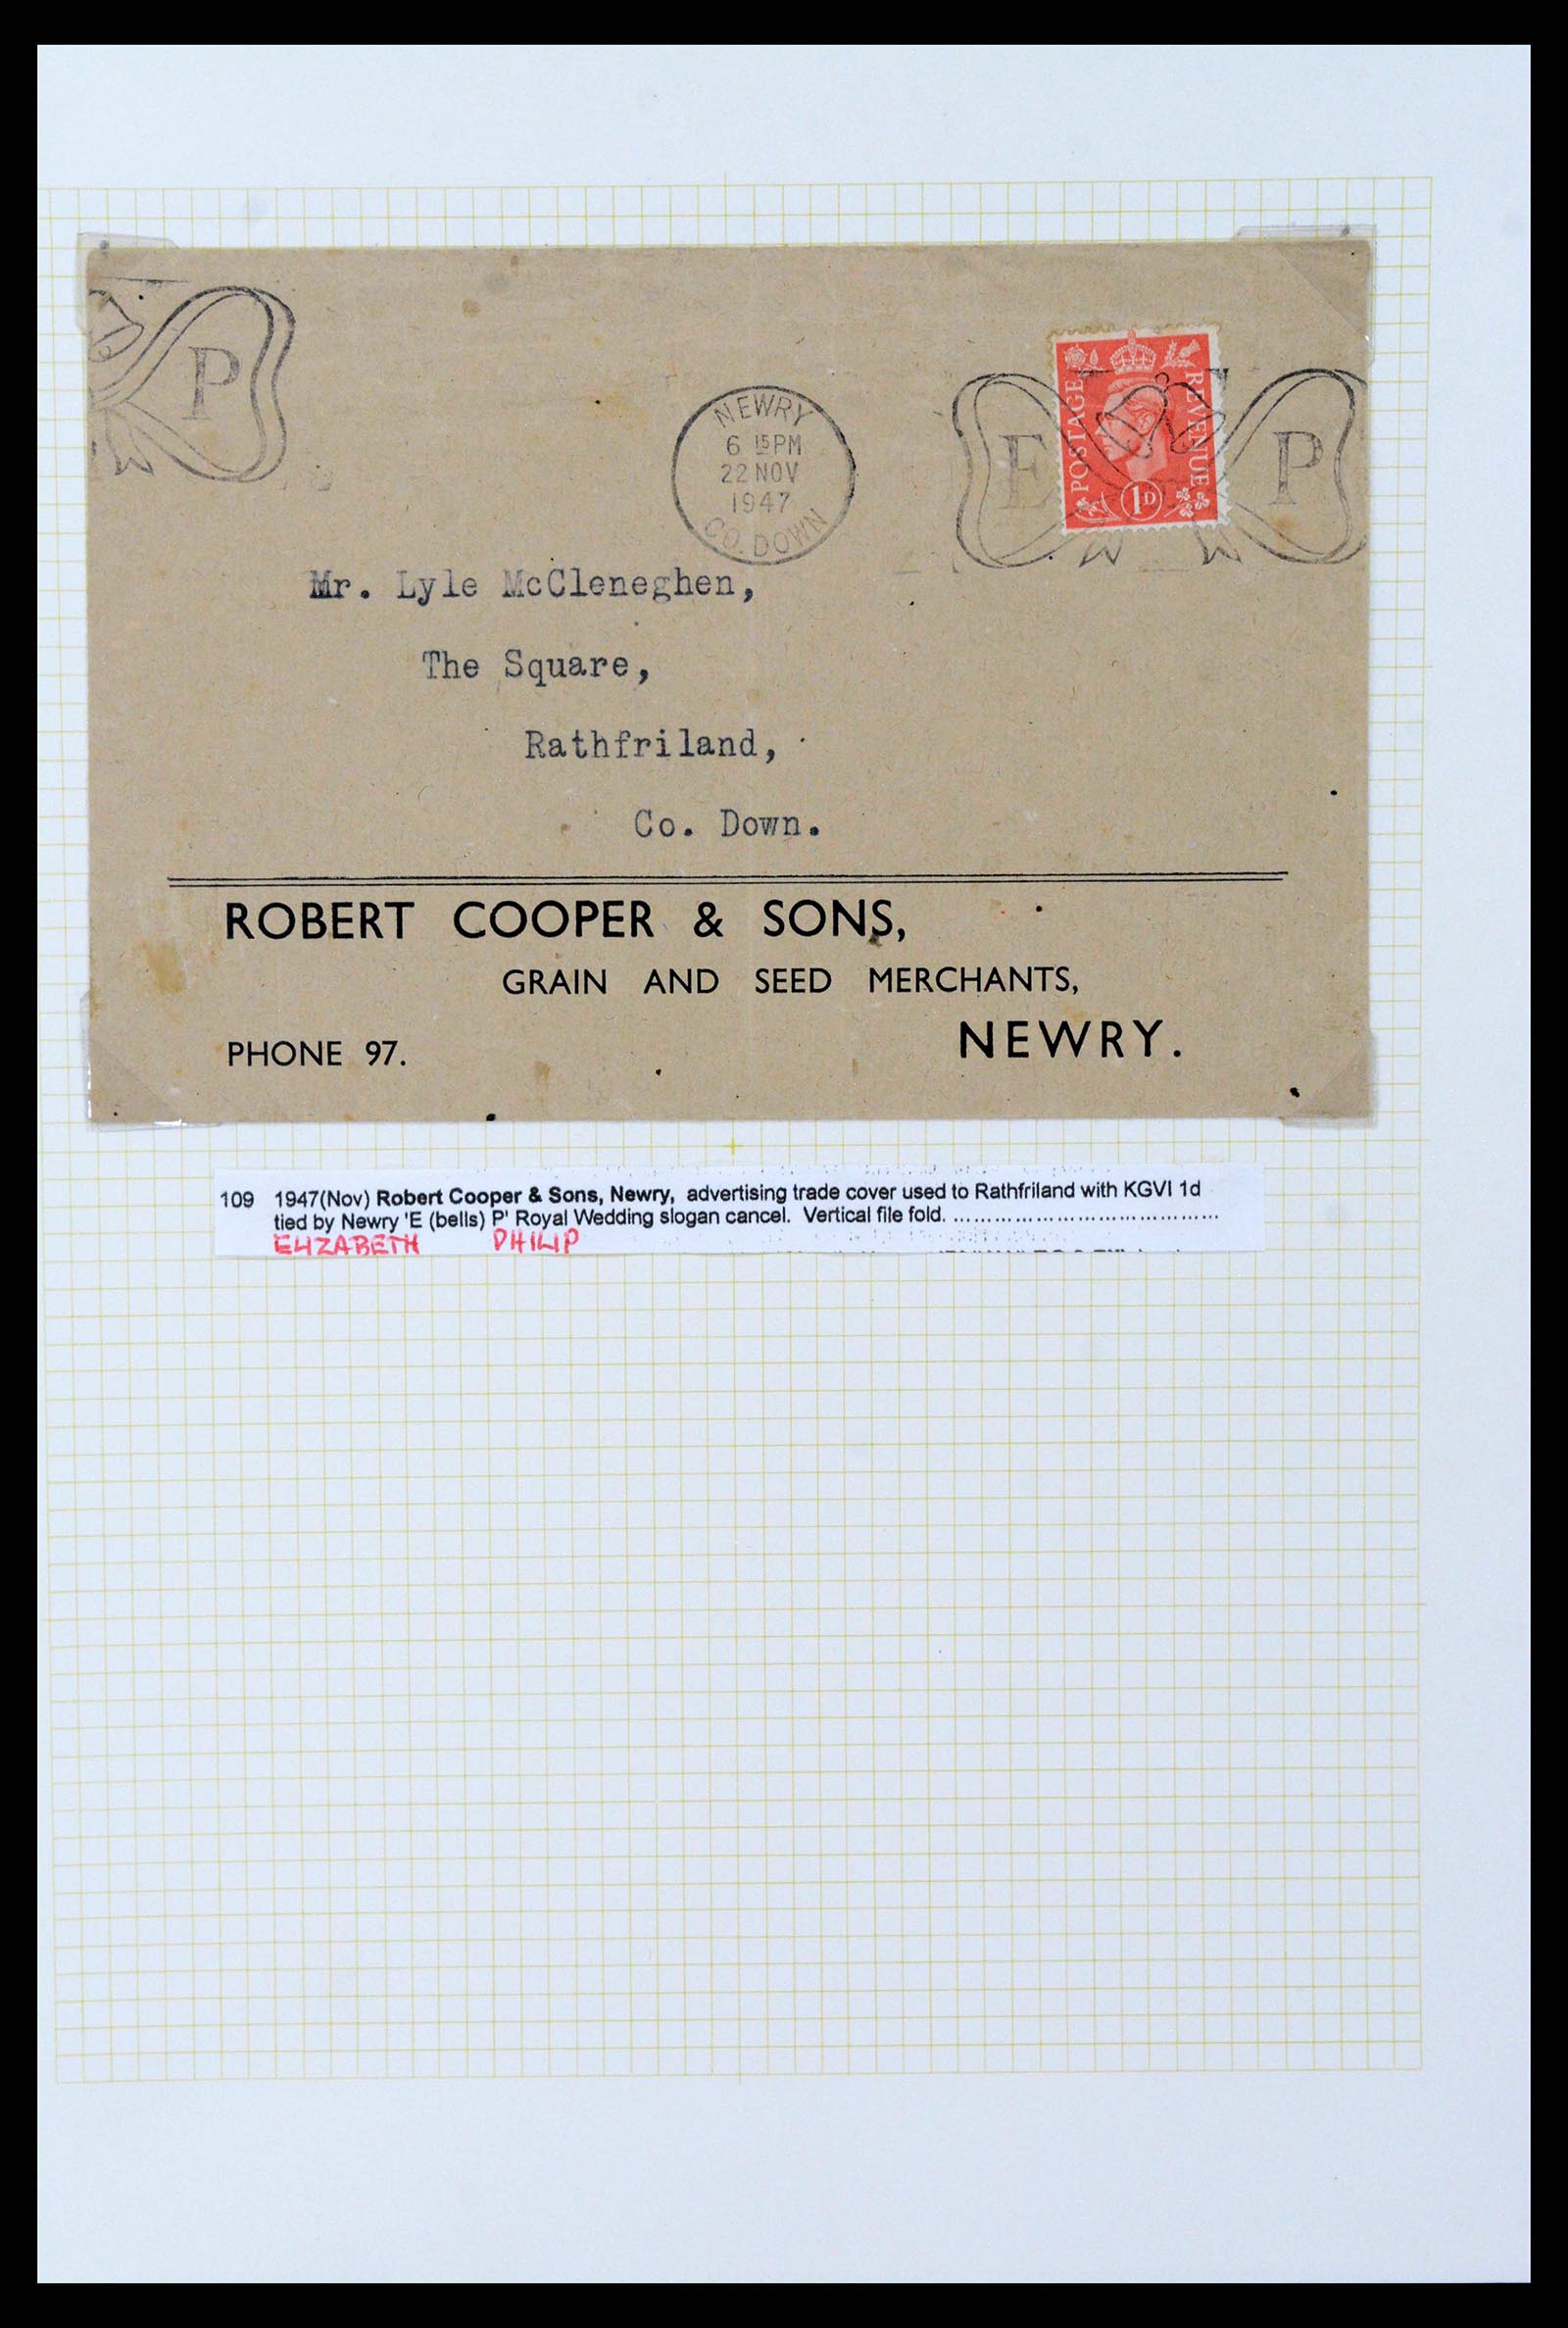 P
NEWRY
6 15 PM
22 NOV
1947
CO. DOWN
E P
POSTAGE REVENUE
1D
Mr. Lyle McCleneghen,
The Square,
Rathfriland,
Co. Down.
ROBERT COOPER & SONS,
GRAIN AND SEED MERCHANTS,
PHONE 97.
NEWRY.
109 1947(Nov) Robert Cooper & Sons, Newry, advertising trade cover used to Rathfriland with KGVI 1d
tied by Newry 'E (bells) P' Royal Wedding slogan cancel. Vertical file fold. ..........................................
ELIZABETH PHILIP